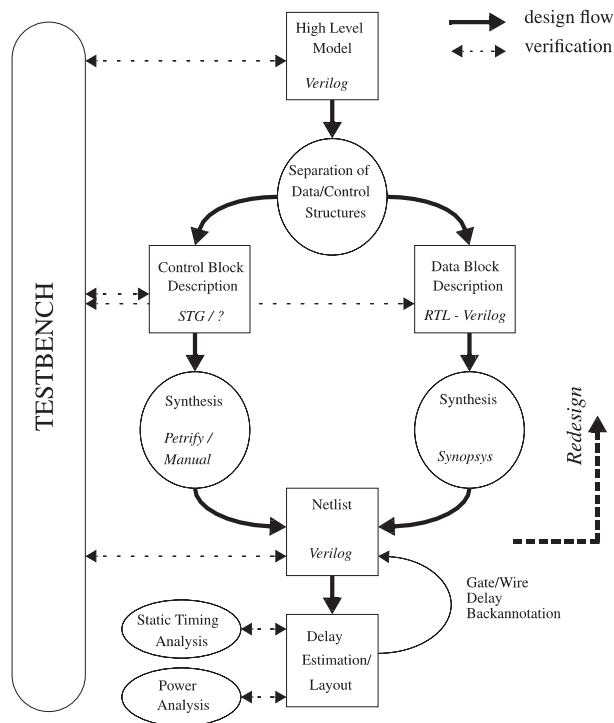 design flow
verification
High Level
Model
Verilog
Separation of
Data/Control
Structures
Control Block
Description
STG / ?
Data Block
Description
RTL - Verilog
TESTBENCH
Synthesis
Petrify /
Manual
Synthesis
Synopsys
Redesign
Netlist
Verilog
Gate/Wire
Delay
Backannotation
Static Timing
Analysis
Delay
Estimation/
Layout
Power
Analysis